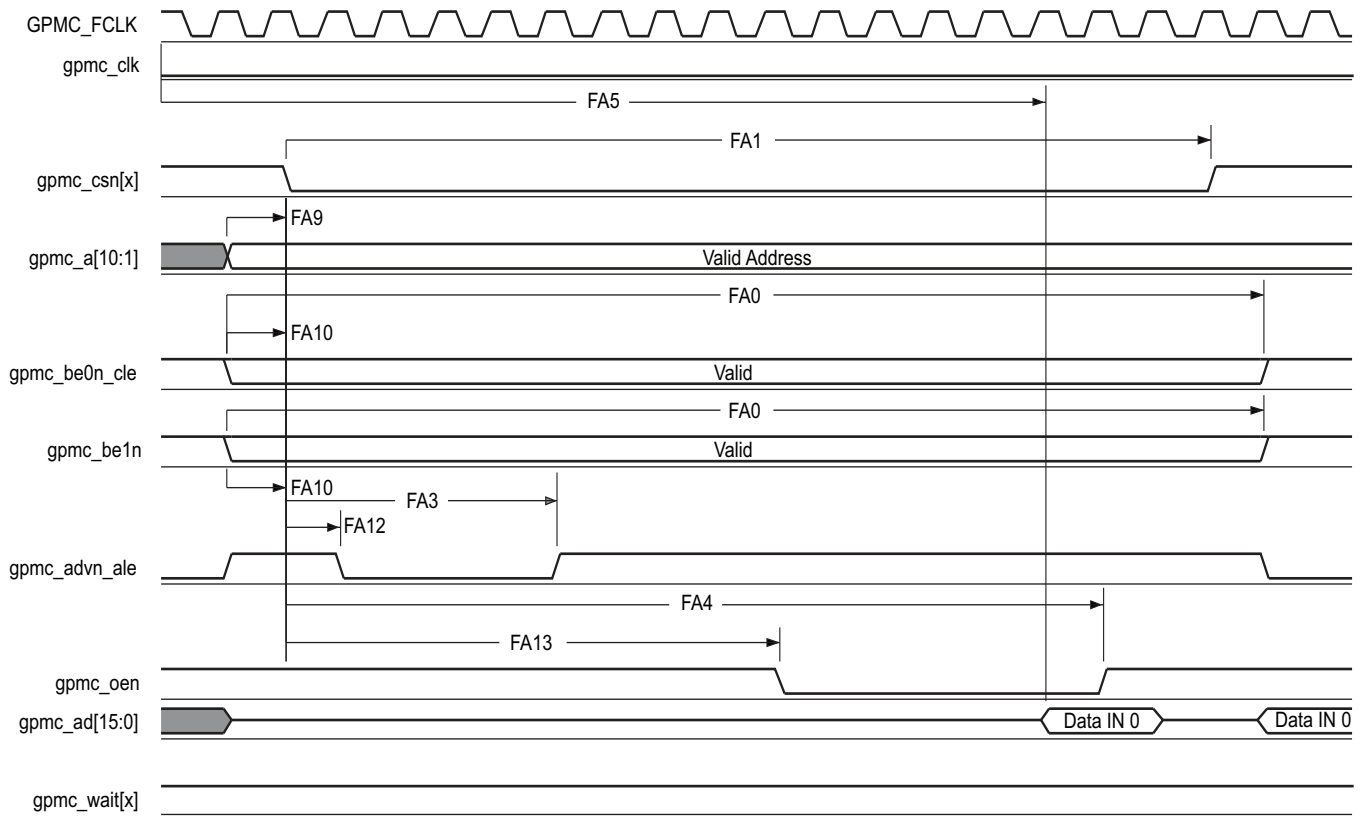 GPMC_FCLK
gpmc_clk
FA5
FA1
gpmc_csn[x]
FA9
gpmc_a[10:1]
Valid Address
FA0
FA10
gpmc_be0n_cle
Valid
FA0
gpmc_be1n
Valid
FA10
FA3
FA12
gpmc_advn_ale
FA4
FA13
gpmc_oen
gpmc_ad[15:0]
Data IN 0
Data IN 0
gpmc_wait[x]